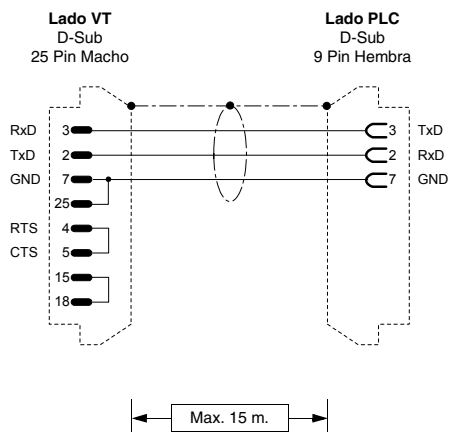 Lado VT
D-Sub
25 Pin Macho
Lado PLC
D-Sub
9 Pin Hembra
RxD 3
3 TxD
TxD 2
2 RxD
GND 7
7 GND
25
RTS 4
CTS 5
15
18
Max. 15 m.